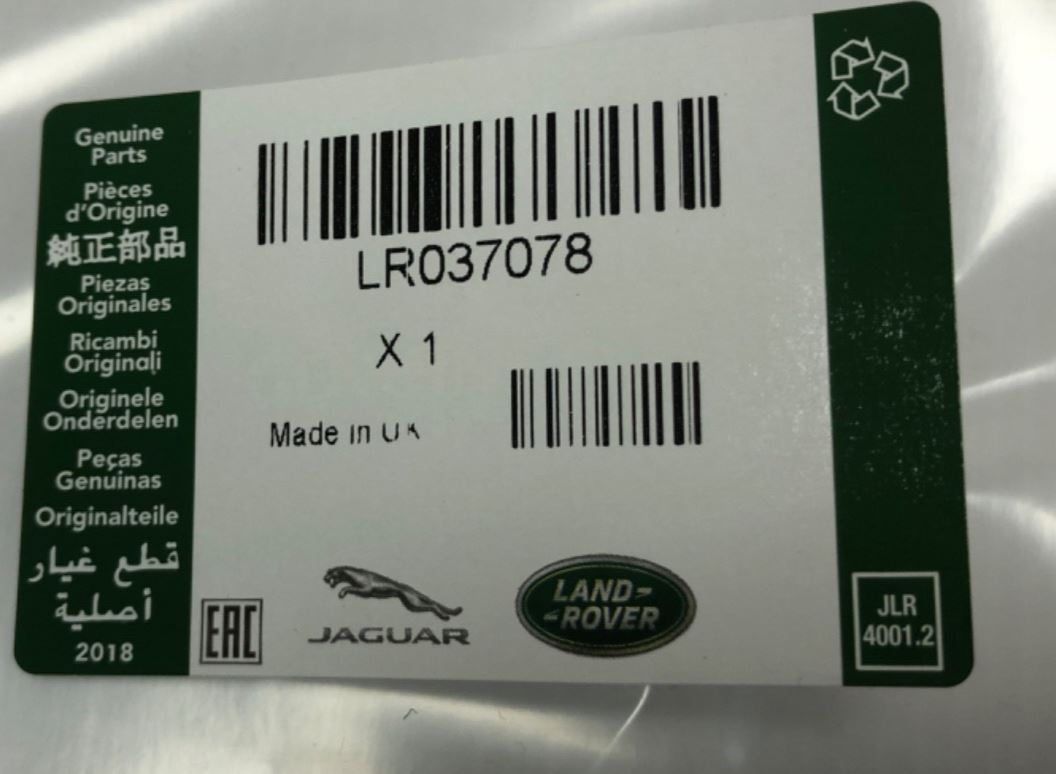 Genuine
Parts
Pièces
d'Origine
純正部品
Piezas
Originales
Ricambi
Originali
Originele
Onderdelen
Peças
Genuinas
Originalteile
قطع غيار
أصلية
2018
LR037078
X 1
Made in UK
EAC
JAGUAR
LAND-
-ROVER
JLR
4001.2